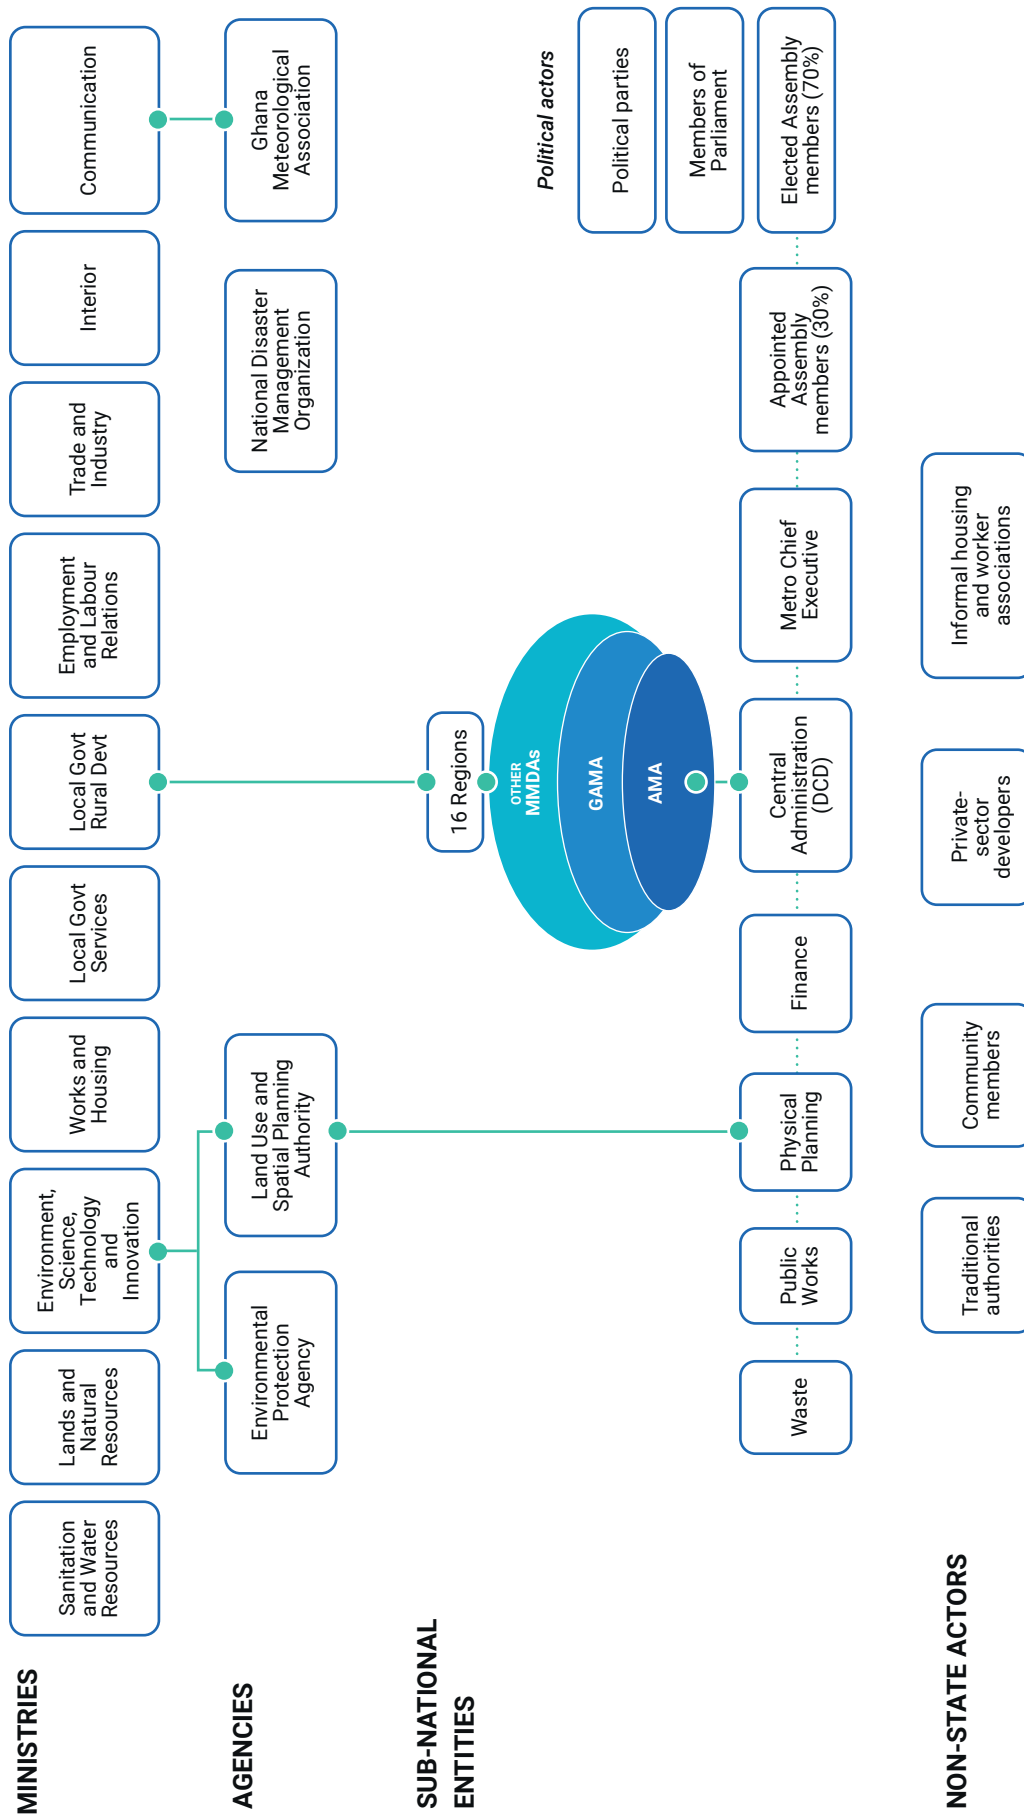 MINISTRIES
Sanitation
and Water
Resources
Lands and
Natural
Resources
Environment,
Science,
Technology
and
Innovation
Works and
Housing
Local Govt
Services
Local Govt
Rural Devt
Employment
and Labour
Relations
Trade and
Industry
Interior
Communication
AGENCIES
Environmental
Protection
Agency
Land Use and
Spatial Planning
Authority
National Disaster
Management
Organization
Ghana
Meteorological
Association
SUB-NATIONAL
ENTITIES
16 Regions
OTHER
MMDAs
GAMA
AMA
Political actors
Political parties
Members of
Parliament
Elected Assembly
members (70%)
Waste
Public
Works
Physical
Planning
Finance
Central
Administration
(DCD)
Metro Chief
Executive
Appointed
Assembly
members (30%)
NON-STATE ACTORS
Traditional
authorities
Community
members
Private-
sector
developers
Informal housing
and worker
associations